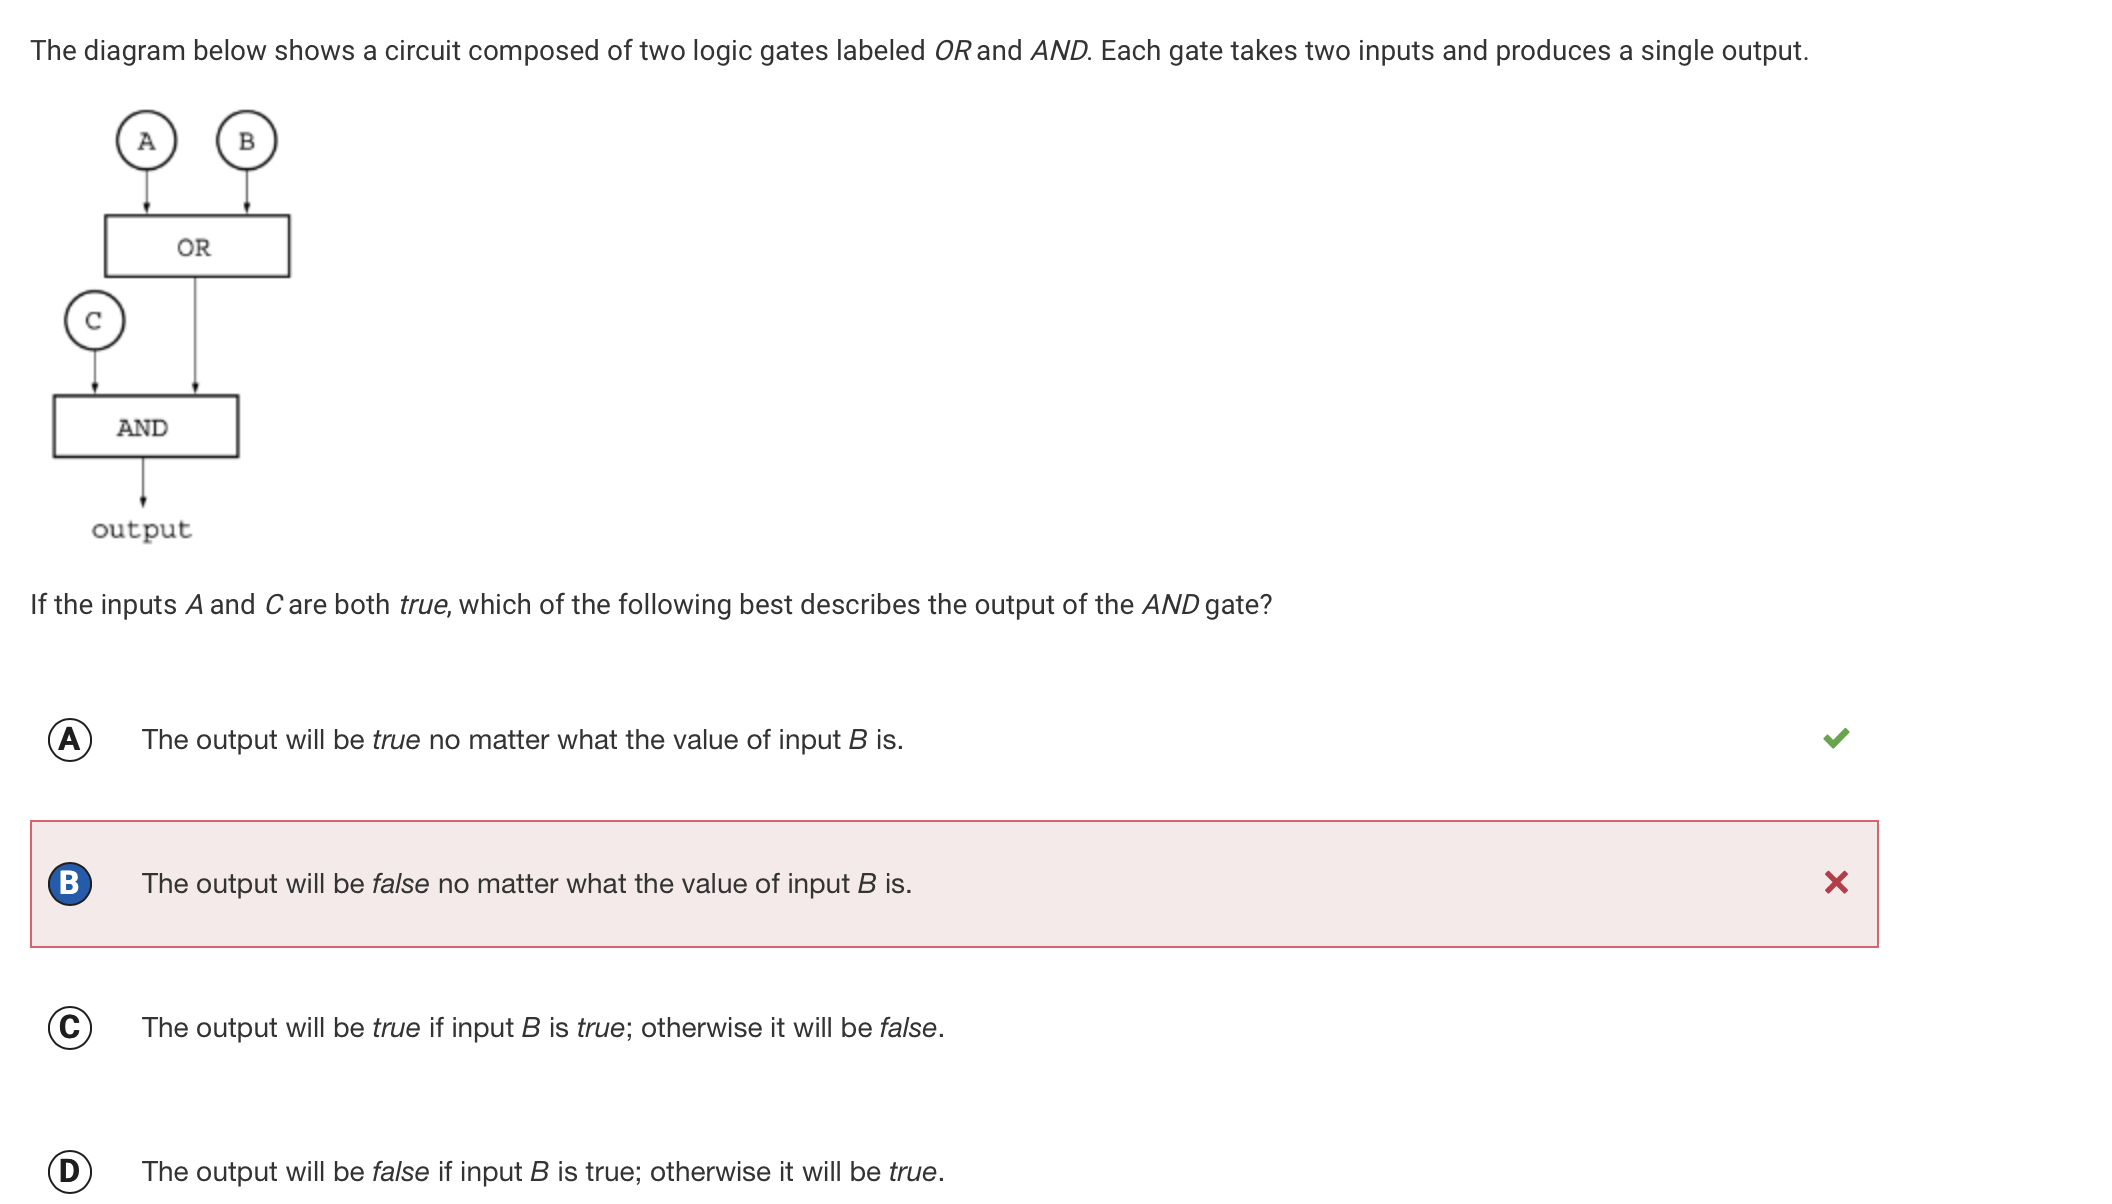 The diagram below shows a circuit composed of two logic gates labeled OR and AND. Each gate takes two inputs and produces a single output.
A B
OR
C
AND
output
If the inputs A and C are both true, which of the following best describes the output of the AND gate?
A The output will be true no matter what the value of input B is.
B The output will be false no matter what the value of input B is.
C The output will be true if input B is true; otherwise it will be false.
D The output will be false if input B is true; otherwise it will be true.